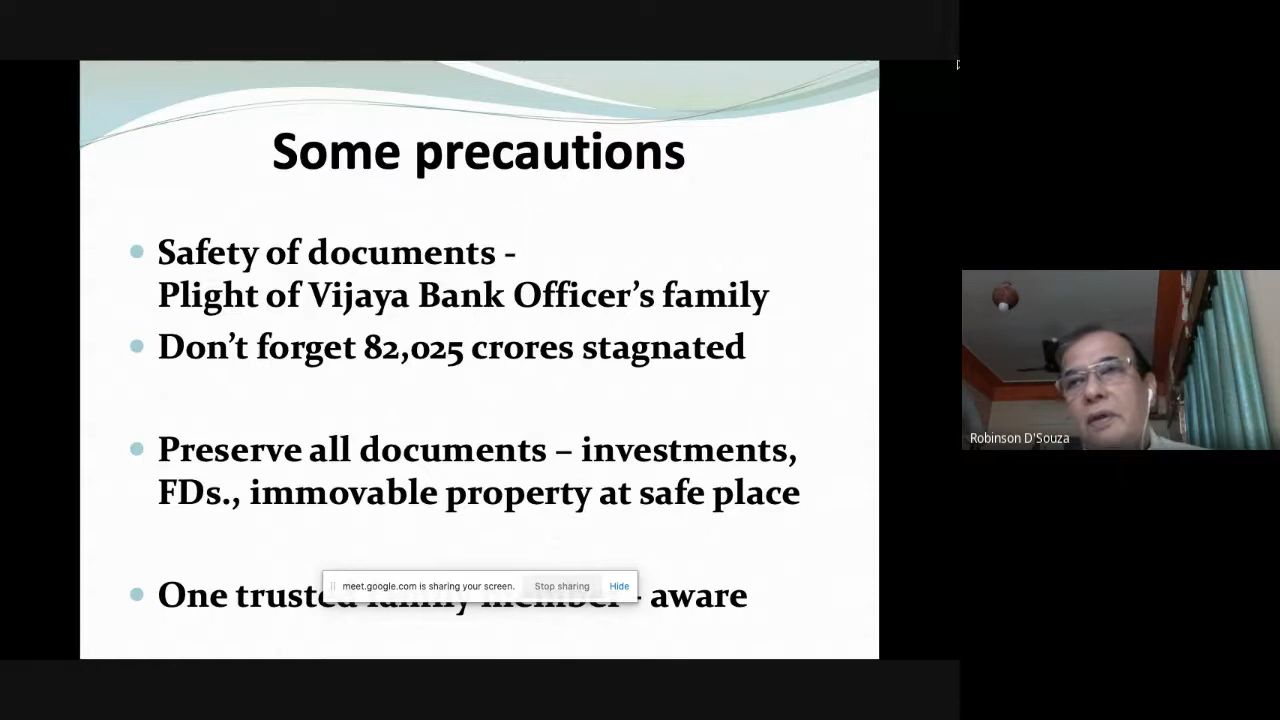 Some precautions
Safety of documents -
Plight of Vijaya Bank Officer’s family
Don’t forget 82,025 crores stagnated
Preserve all documents – investments,
FDs., immovable property at safe place
One trusted family member - aware
meet.google.com is sharing your screen. Stop sharing Hide
Robinson D'Souza